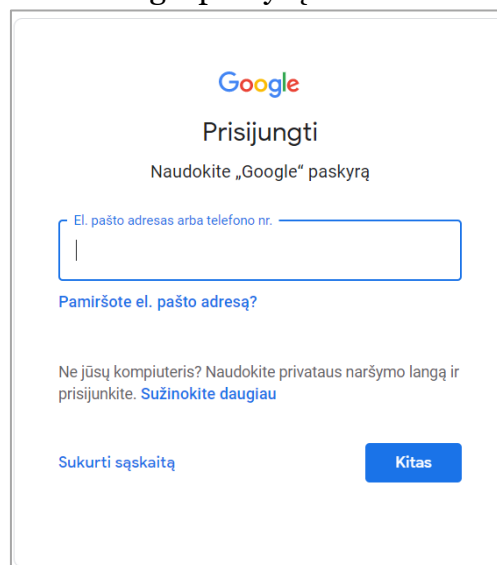 Google
Prisijungti
Naudokite „Google“ paskyrą
El. pašto adresas arba telefono nr.
Pamiršote el. pašto adresą?
Ne jūsų kompiuteris? Naudokite privataus naršymo langą ir
prisijunkite. Sužinokite daugiau
Sukurti sąskaitą
Kitas